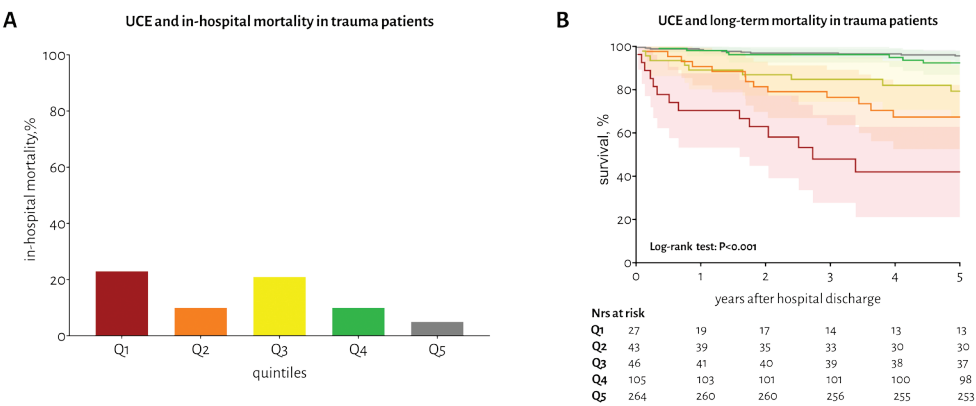 A
UCE and in-hospital mortality in trauma patients
in-hospital mortality,%
100
80
60
40
20
0
Q1 Q2 Q3 Q4 Q5
quintiles
B
UCE and long-term mortality in trauma patients
survival, %
100
80
60
40
20
0
Log-rank test: P<0.001
0 1 2 3 4 5
years after hospital discharge
Nrs at risk
Q1 27 19 17 14 13 13
Q2 43 39 35 33 30 30
Q3 46 41 40 39 38 37
Q4 105 103 101 101 100 98
Q5 264 260 260 256 255 253